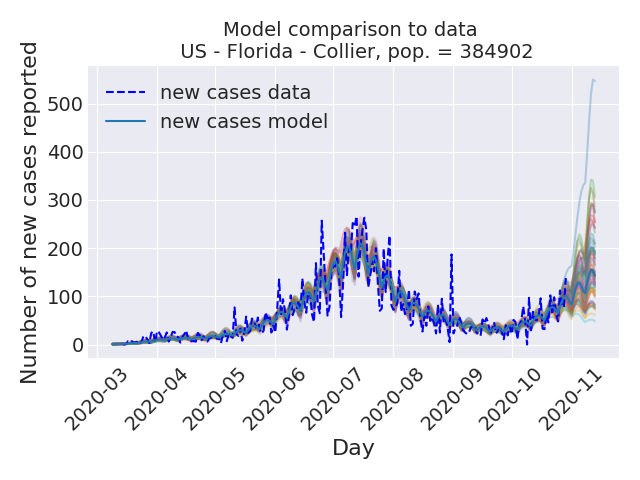 Model comparison to data
US - Florida - Collier, pop. = 384902
Number of new cases reported
500
400
300
200
100
0
new cases data
new cases model
2020-03
2020-04
2020-05
2020-06
2020-07
2020-08
2020-09
2020-10
2020-11
Day